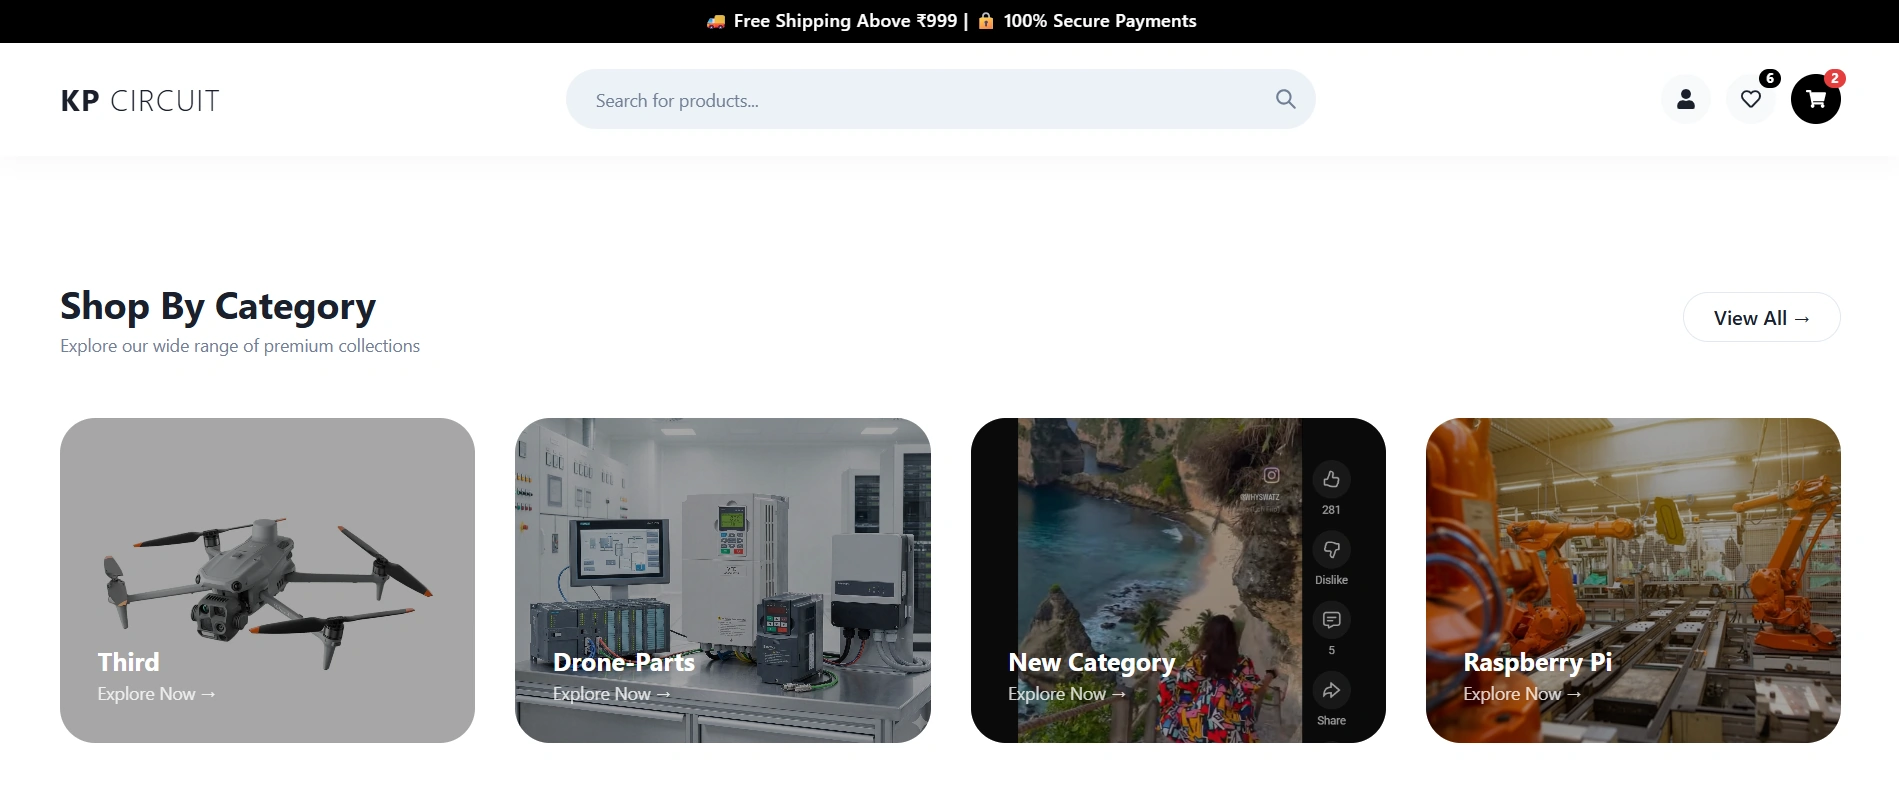 🚚 Free Shipping Above ₹999 | 🔒 100% Secure Payments
KP CIRCUIT
Search for products...
6
2
Shop By Category
Explore our wide range of premium collections
View All →
Third
Explore Now →
Drone-Parts
Explore Now →
@WHYSWATZ
281
Dislike
5
Share
New Category
Explore Now →
Raspberry Pi
Explore Now →